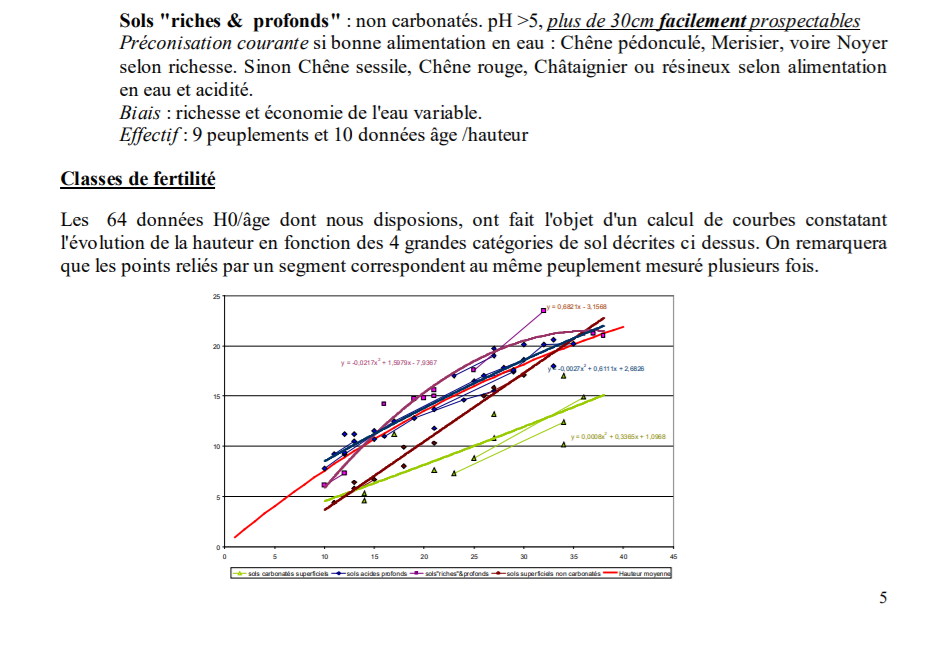 Sols "riches & profonds" : non carbonatés. pH >5, plus de 30cm facilement prospectables
Préconisation courante si bonne alimentation en eau : Chêne pédonculé, Merisier, voire Noyer
selon richesse. Sinon Chêne sessile, Chêne rouge, Châtaignier ou résineux selon alimentation
en eau et acidité.
Biais : richesse et économie de l'eau variable.
Effectif : 9 peuplements et 10 données âge /hauteur
Classes de fertilité
Les 64 données H0/âge dont nous disposions, ont fait l'objet d'un calcul de courbes constatant
l'évolution de la hauteur en fonction des 4 grandes catégories de sol décrites ci dessus. On remarquera
que les points reliés par un segment correspondent au même peuplement mesuré plusieurs fois.
25
y = 0,6821x - 3,1568
20
y = -0,0217x² + 1,5979x - 7,9367
y = -0,0027x² + 0,6111x + 2,6826
15
10
y = 0,0008x² + 0,3365x + 1,0968
5
0
0 5 10 15 20 25 30 35 40 45
sols carbonatés superficiels sols acides profonds sols"riches"&profonds sols superficiels non carbonatés Hauteur moyenne
5